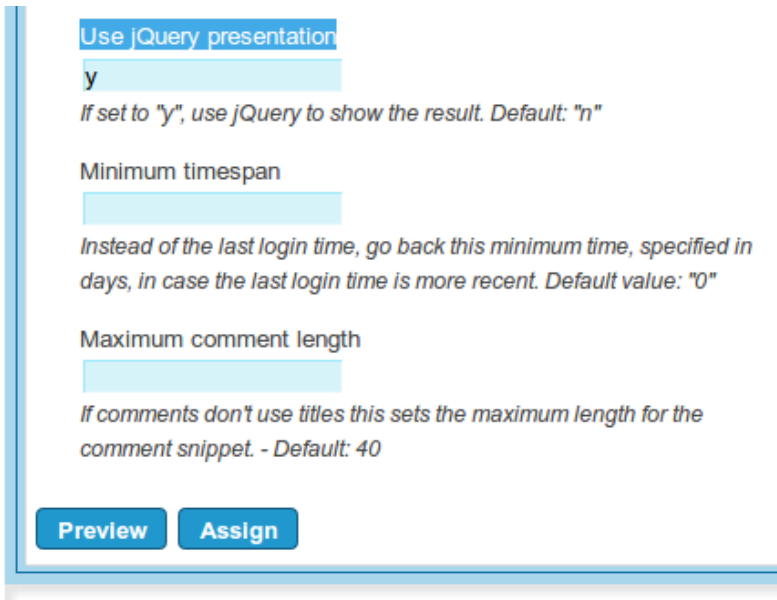 Use jQuery presentation
y
If set to "y", use jQuery to show the result. Default: "n"
Minimum timespan
Instead of the last login time, go back this minimum time, specified in
days, in case the last login time is more recent. Default value: "0"
Maximum comment length
If comments don't use titles this sets the maximum length for the
comment snippet. - Default: 40
Preview Assign